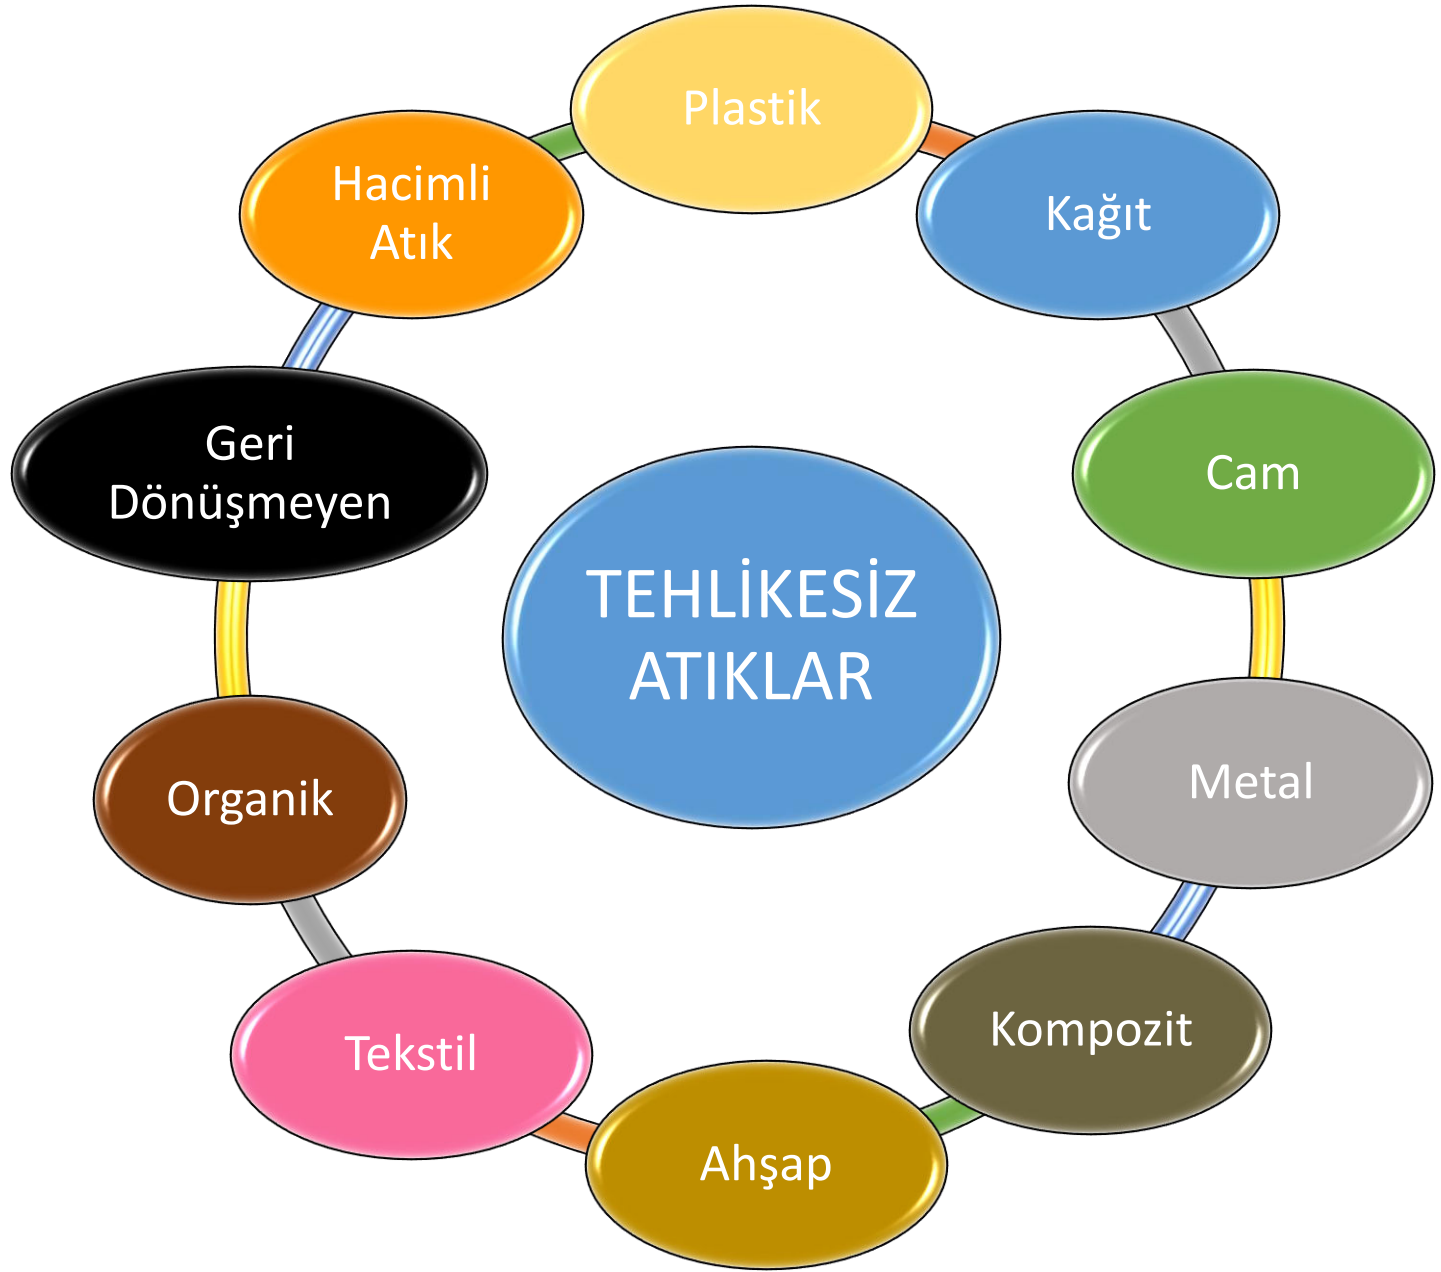 Plastik
Kağıt
Cam
Metal
Kompozit
Ahşap
Tekstil
Organik
Geri
Dönüşmeyen
Hacimli
Atık
TEHLİKESİZ
ATIKLAR